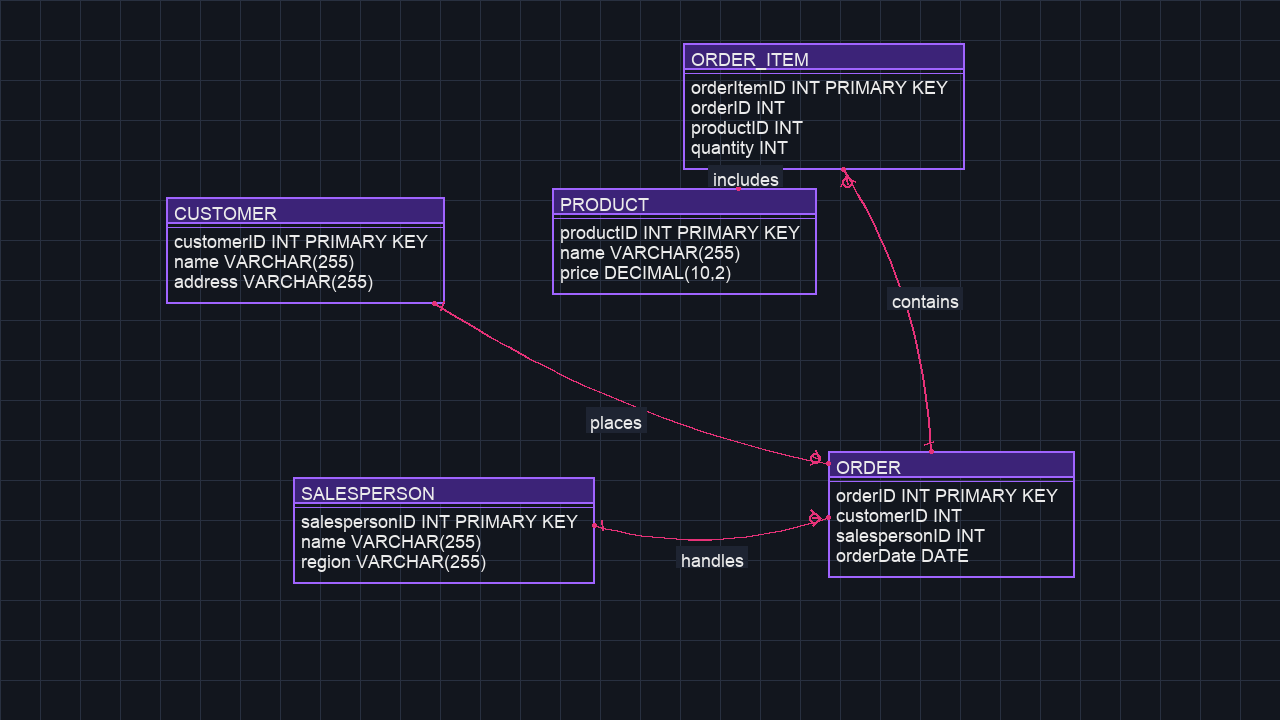 ORDER_ITEM
orderItemID INT PRIMARY KEY
orderID INT
productID INT
quantity INT
includes
PRODUCT
productID INT PRIMARY KEY
name VARCHAR(255)
price DECIMAL(10,2)
CUSTOMER
customerID INT PRIMARY KEY
name VARCHAR(255)
address VARCHAR(255)
contains
places
SALESPERSON
salespersonID INT PRIMARY KEY
name VARCHAR(255)
region VARCHAR(255)
handles
ORDER
orderID INT PRIMARY KEY
customerID INT
salespersonID INT
orderDate DATE